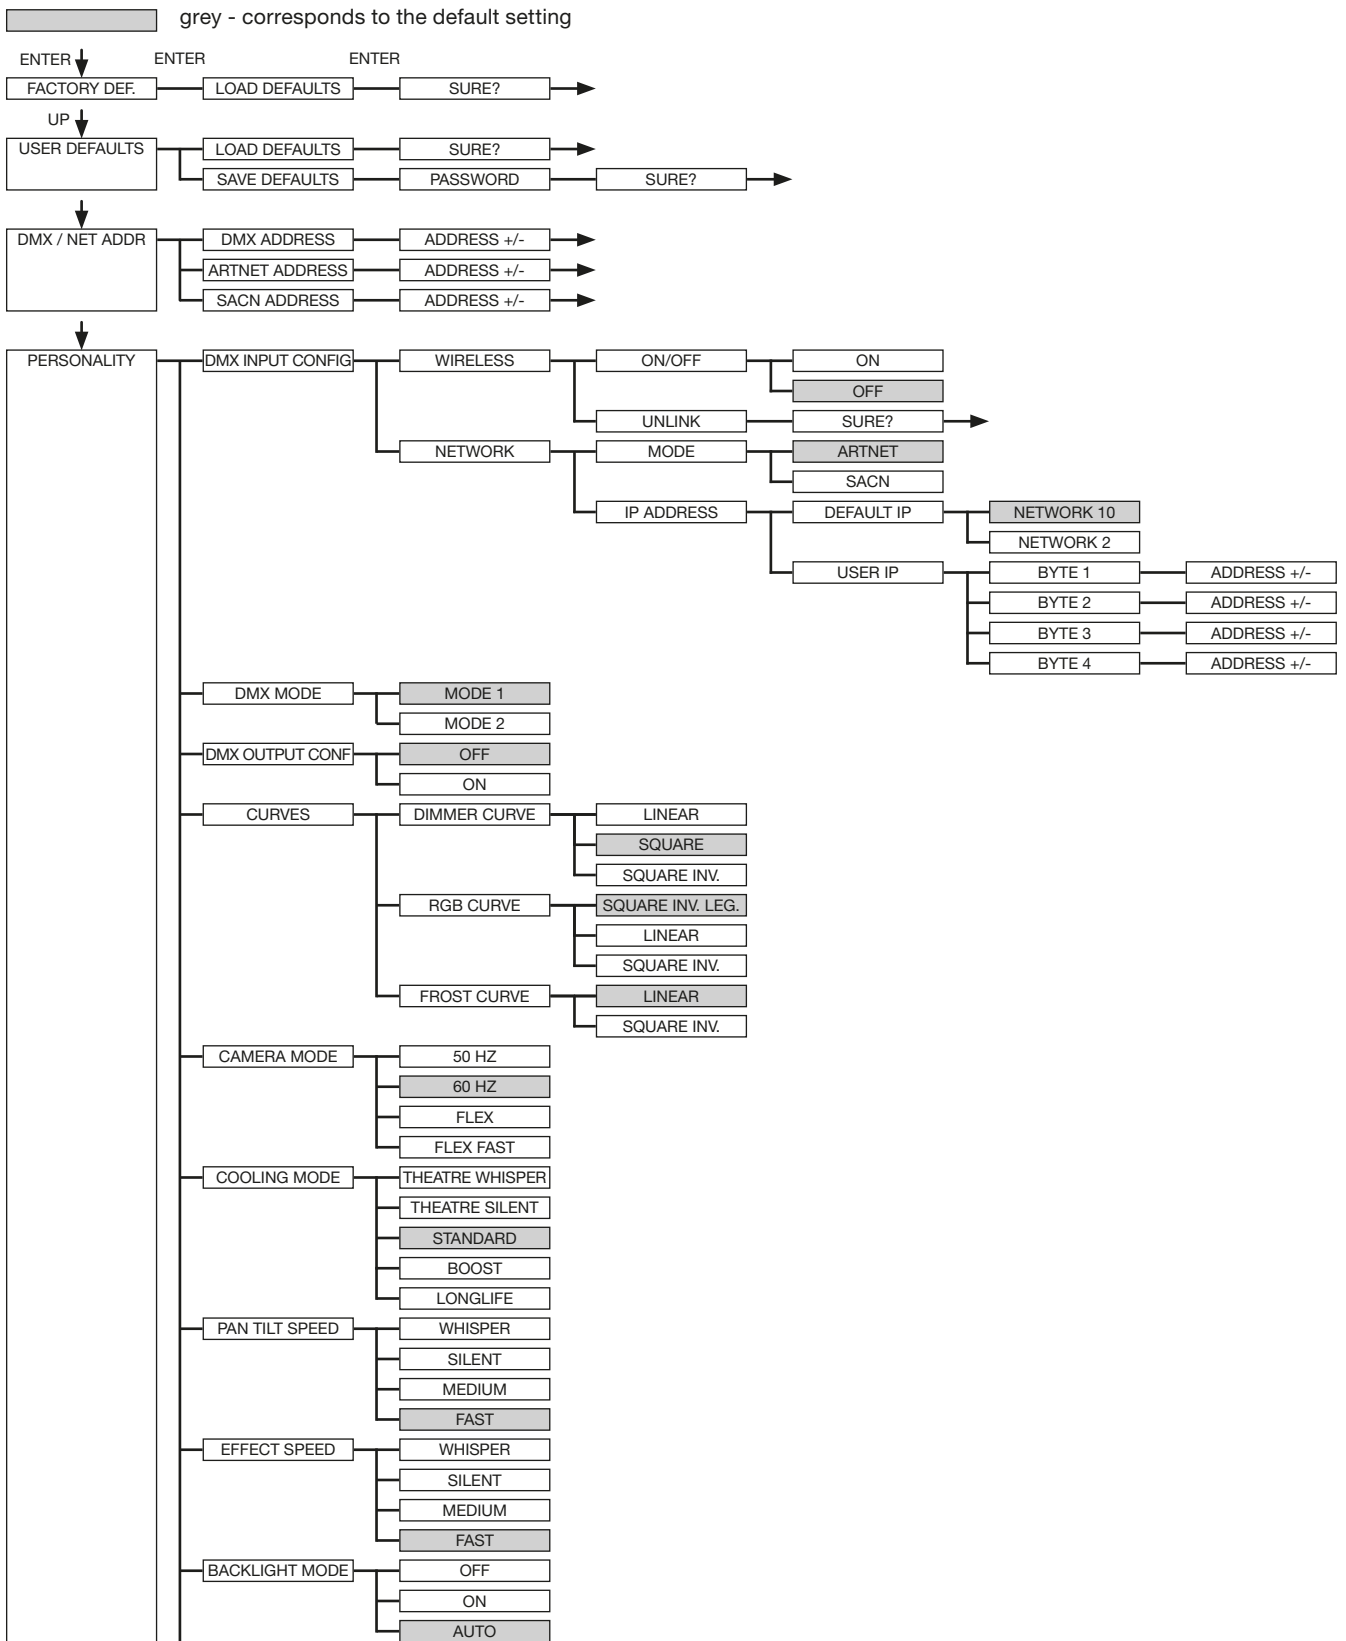 grey - corresponds to the default setting
ENTER ENTER ENTER
FACTORY DEF. LOAD DEFAULTS SURE?
UP
USER DEFAULTS LOAD DEFAULTS SURE?
SAVE DEFAULTS PASSWORD SURE?
DMX / NET ADDR DMX ADDRESS ADDRESS +/-
ARTNET ADDRESS ADDRESS +/-
SACN ADDRESS ADDRESS +/-
PERSONALITY DMX INPUT CONFIG WIRELESS ON/OFF ON
OFF
UNLINK SURE?
NETWORK MODE ARTNET
SACN
IP ADDRESS DEFAULT IP NETWORK 10
NETWORK 2
USER IP BYTE 1 ADDRESS +/-
BYTE 2 ADDRESS +/-
BYTE 3 ADDRESS +/-
BYTE 4 ADDRESS +/-
DMX MODE MODE 1
MODE 2
DMX OUTPUT CONF OFF
ON
CURVES DIMMER CURVE LINEAR
SQUARE
SQUARE INV.
RGB CURVE SQUARE INV. LEG.
LINEAR
SQUARE INV.
FROST CURVE LINEAR
SQUARE INV.
CAMERA MODE 50 HZ
60 HZ
FLEX
FLEX FAST
COOLING MODE THEATRE WHISPER
THEATRE SILENT
STANDARD
BOOST
LONGLIFE
PAN TILT SPEED WHISPER
SILENT
MEDIUM
FAST
EFFECT SPEED WHISPER
SILENT
MEDIUM
FAST
BACKLIGHT MODE OFF
ON
AUTO